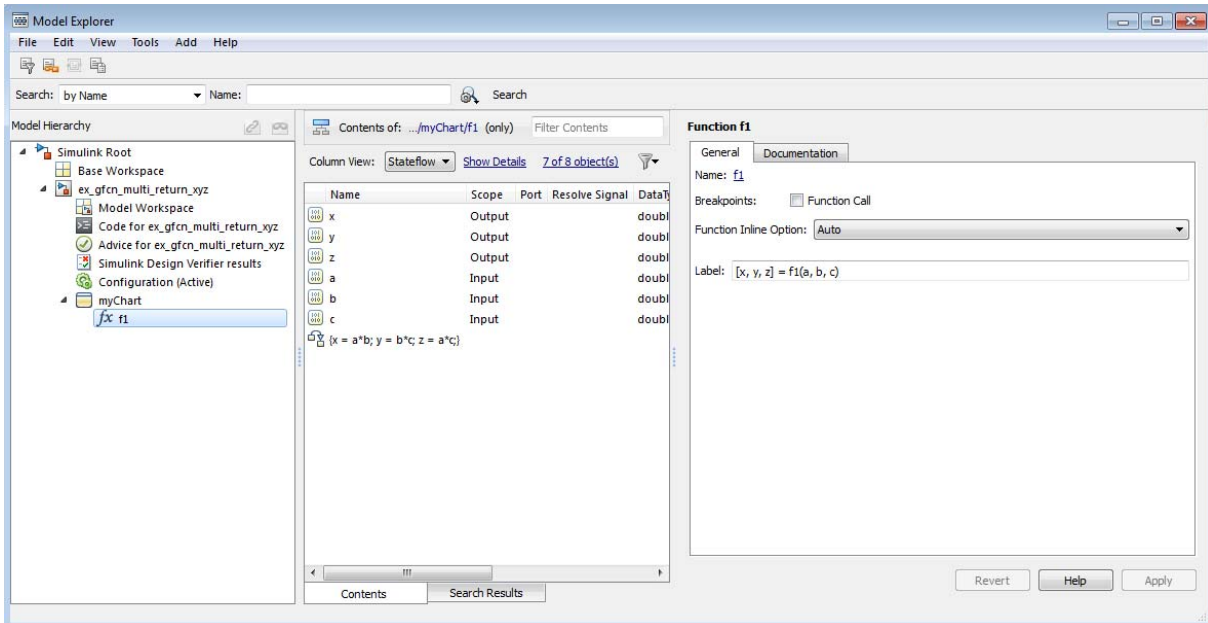 Model Explorer
File Edit View Tools Add Help
Search: by Name Name: Search
Model Hierarchy
Simulink Root
Base Workspace
ex_gfcn_multi_return_xyz
Model Workspace
Code for ex_gfcn_multi_return_xyz
Advice for ex_gfcn_multi_return_xyz
Simulink Design Verifier results
Configuration (Active)
myChart
fx f1
Contents of: .../myChart/f1 (only) Filter Contents
Column View: Stateflow Show Details 7 of 8 object(s)
Name Scope Port Resolve Signal DataTy
x Output doubl
y Output doubl
z Output doubl
a Input doubl
b Input doubl
c Input doubl
{x = a*b; y = b*c; z = a*c;}
Contents Search Results
Function f1
General Documentation
Name: f1
Breakpoints: Function Call
Function Inline Option: Auto
Label: [x, y, z] = f1(a, b, c)
Revert Help Apply